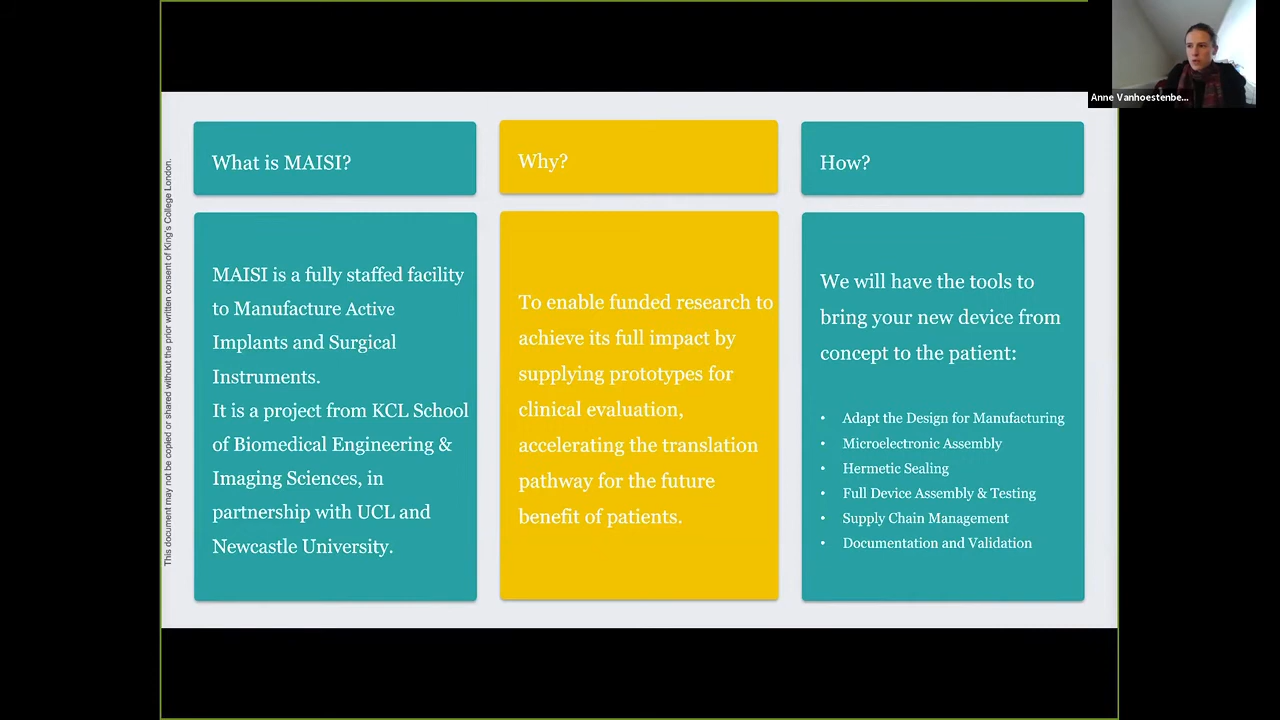 Anne Vanhoestenbe...
What is MAISI?
MAISI is a fully staffed facility
to Manufacture Active
Implants and Surgical
Instruments.
It is a project from KCL School
of Biomedical Engineering &
Imaging Sciences, in
partnership with UCL and
Newcastle University.
Why?
To enable funded research to
achieve its full impact by
supplying prototypes for
clinical evaluation,
accelerating the translation
pathway for the future
benefit of patients.
How?
We will have the tools to
bring your new device from
concept to the patient:
• Adapt the Design for Manufacturing
• Microelectronic Assembly
• Hermetic Sealing
• Full Device Assembly & Testing
• Supply Chain Management
• Documentation and Validation
This document may not be copied or shared without the prior written consent of King's College London.